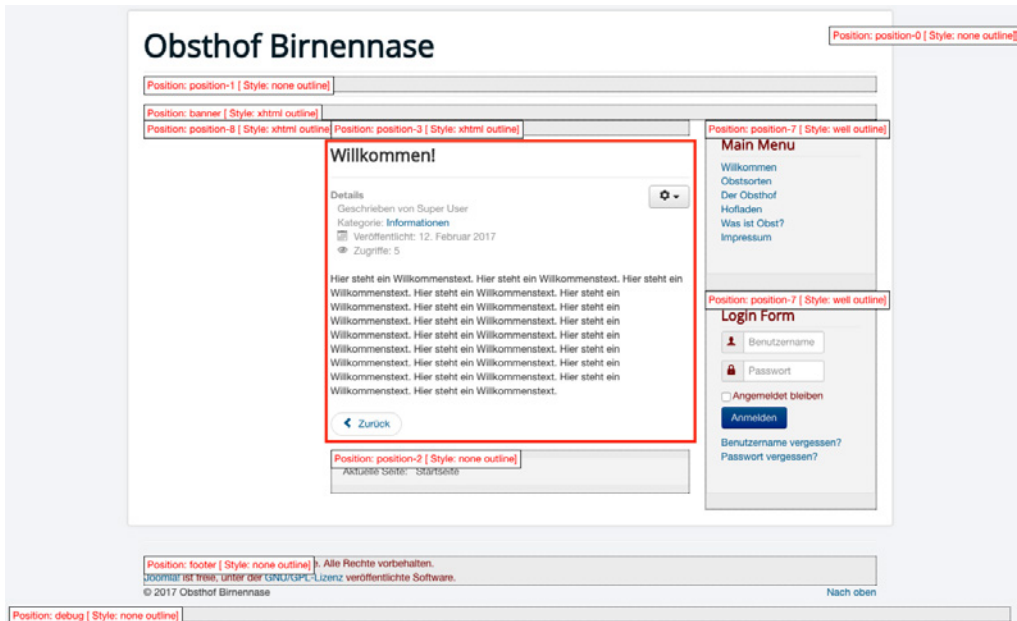 Obsthof Birnennase
Position: position-0 [ Style: none outline]
Position: position-1 [ Style: none outline]
Position: banner [ Style: xhtml outline]
Position: position-8 [ Style: xhtml outline
Position: position-3 [ Style: xhtml outline]
Willkommen!
Details
Geschrieben von Super User
Kategorie: Informationen
Veröffentlicht: 12. Februar 2017
Zugriffe: 5
Hier steht ein Willkommenstext. Hier steht ein Willkommenstext. Hier steht ein
Willkommenstext. Hier steht ein Willkommenstext. Hier steht ein
Willkommenstext. Hier steht ein Willkommenstext. Hier steht ein
Willkommenstext. Hier steht ein Willkommenstext. Hier steht ein
Willkommenstext. Hier steht ein Willkommenstext. Hier steht ein
Willkommenstext. Hier steht ein Willkommenstext. Hier steht ein
Willkommenstext. Hier steht ein Willkommenstext. Hier steht ein
Willkommenstext. Hier steht ein Willkommenstext. Hier steht ein
Willkommenstext. Hier steht ein Willkommenstext.
Zurück
Position: position-2 [ Style: none outline]
Aktuelle Seite: Startseite
Position: position-7 [ Style: well outline]
Main Menu
Willkommen
Obstsorten
Der Obsthof
Hofladen
Was ist Obst?
Impressum
Position: position-7 [ Style: well outline]
Login Form
Benutzername
Passwort
Angemeldet bleiben
Anmelden
Benutzername vergessen?
Passwort vergessen?
Position: footer [ Style: none outline]
. Alle Rechte vorbehalten.
Joomla! ist freie, unter der GNU/GPL-Lizenz veröffentlichte Software.
© 2017 Obsthof Birnennase
Nach oben
Position: debug [ Style: none outline]